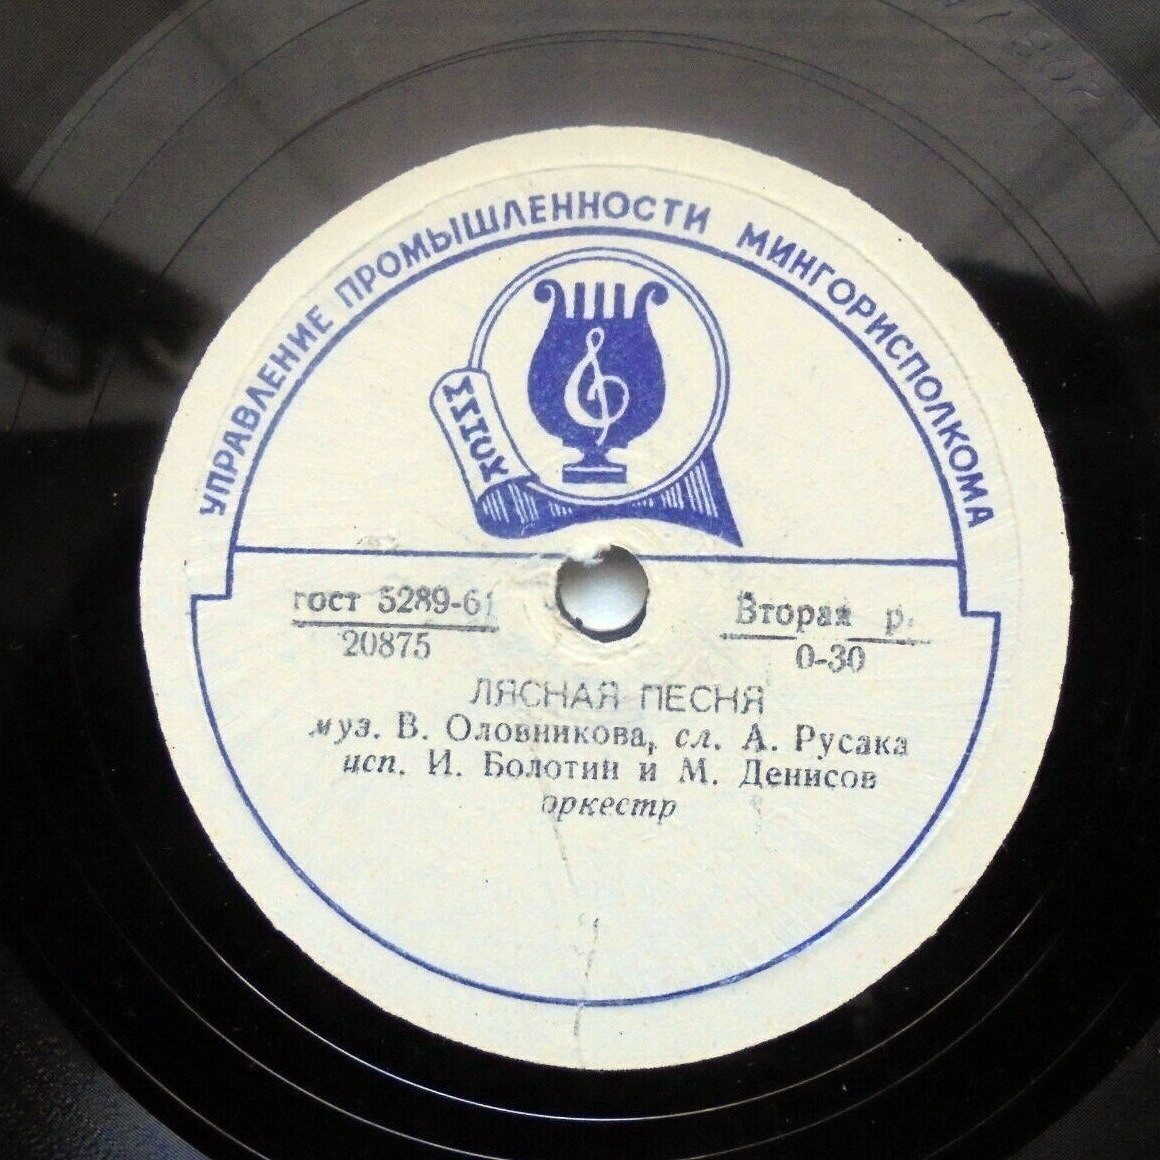 УПРАВЛЕНИЕ ПРОМЫШЛЕННОСТИ МИНГОРИСПОЛКОМА
гост 5289-61
20875
Вторая р.
0-30
ЛЯСНАЯ ПЕСНЯ
муз. В. Оловникова, сл. А. Русака
исп. И. Болотин и М. Денисов
оркестр